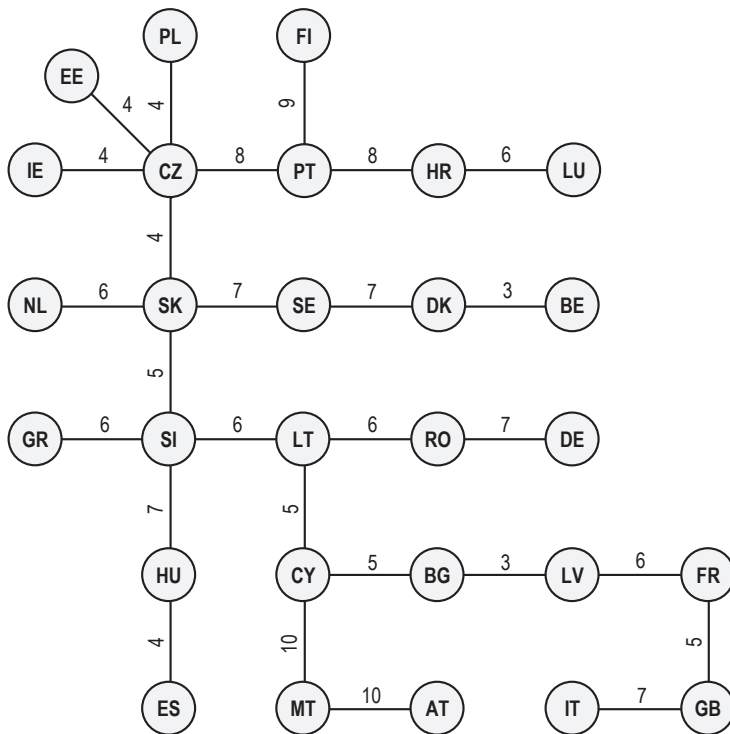 PL FI
EE
4 4 9
IE 4 CZ 8 PT 8 HR 6 LU
4
NL 6 SK 7 SE 7 DK 3 BE
5
GR 6 SI 6 LT 6 RO 7 DE
7 5
HU CY 5 BG 3 LV 6 FR
4 10 5
ES MT 10 AT IT 7 GB